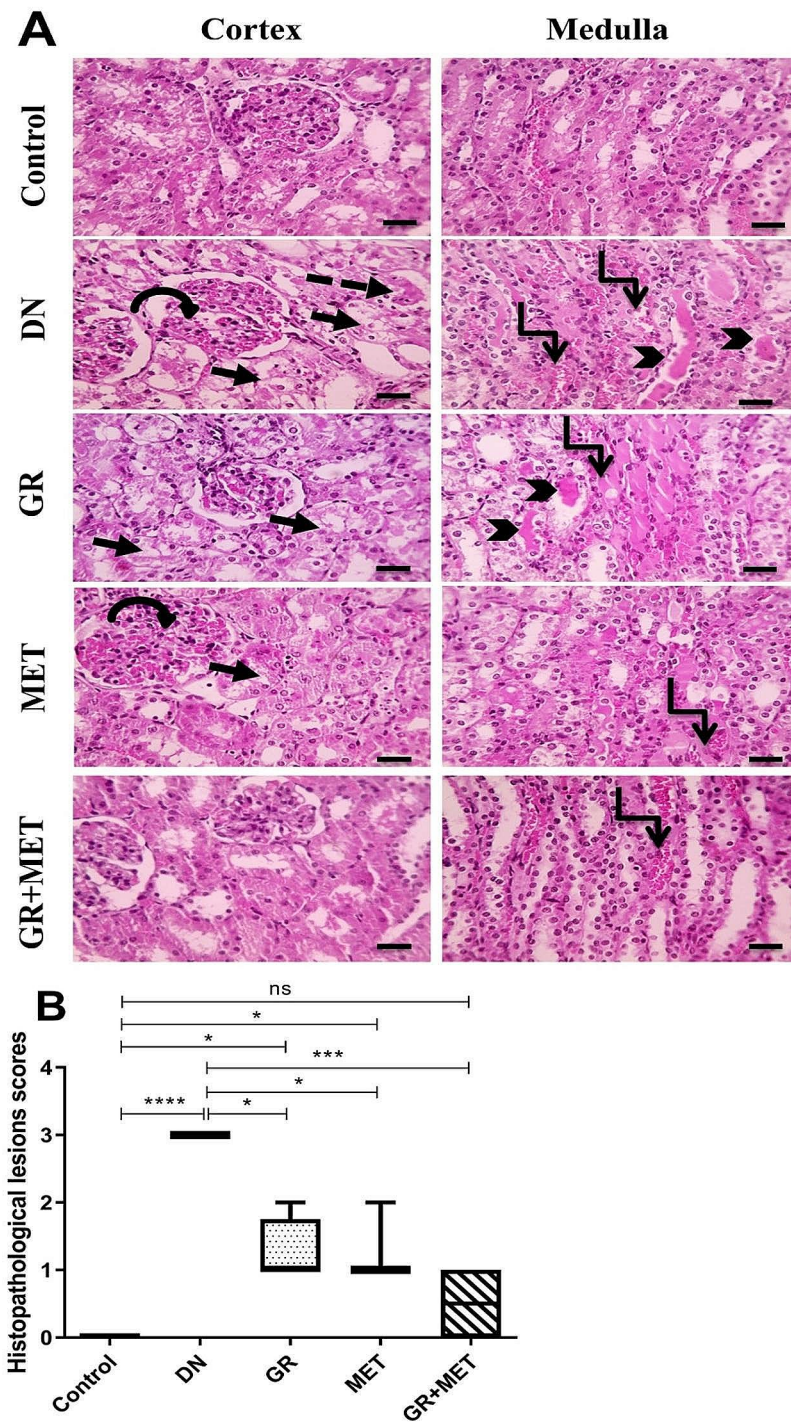 A
Cortex Medulla
Control
DN
GR
MET
GR+MET
B
ns
*
*
***
*
**** *
Histopathological lesions scores
4
3
2
1
0
Control DN GR MET GR+MET